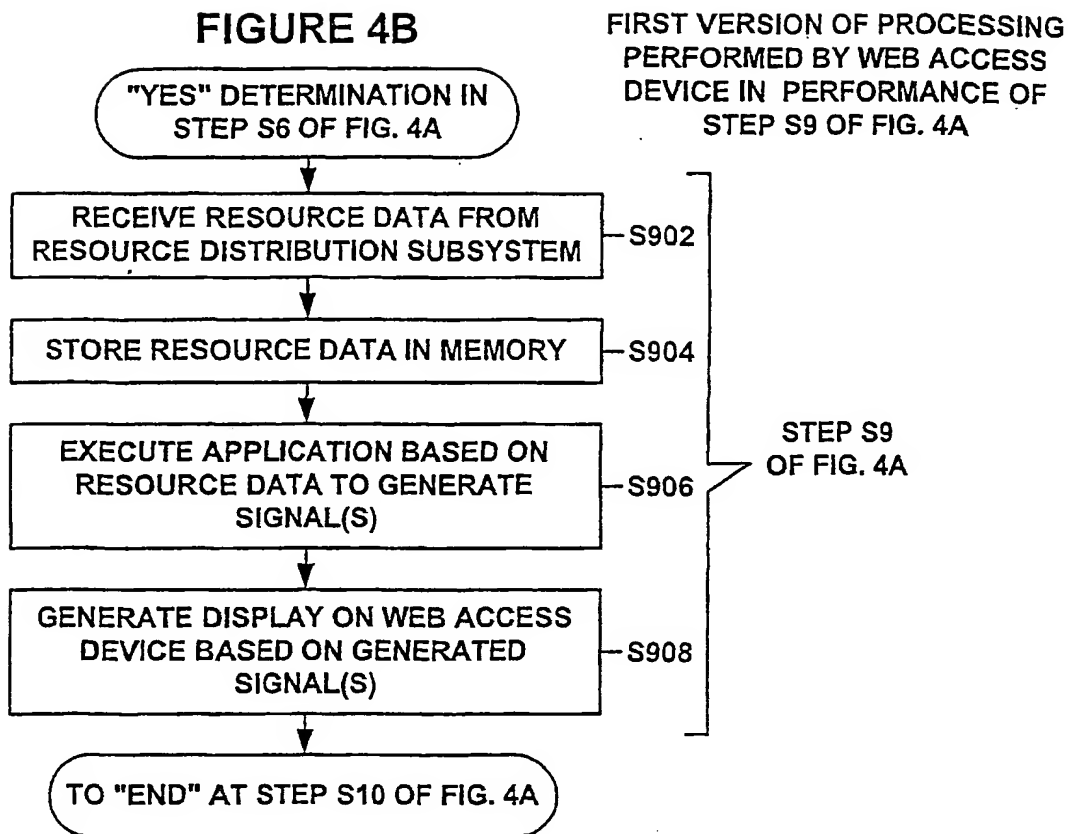 FIGURE 4B
FIRST VERSION OF PROCESSING
PERFORMED BY WEB ACCESS
DEVICE IN PERFORMANCE OF
STEP S9 OF FIG. 4A
"YES" DETERMINATION IN
STEP S6 OF FIG. 4A
RECEIVE RESOURCE DATA FROM
RESOURCE DISTRIBUTION SUBSYSTEM
S902
STORE RESOURCE DATA IN MEMORY
S904
EXECUTE APPLICATION BASED ON
RESOURCE DATA TO GENERATE
SIGNAL(S)
S906
STEP S9
OF FIG. 4A
GENERATE DISPLAY ON WEB ACCESS
DEVICE BASED ON GENERATED
SIGNAL(S)
S908
TO "END" AT STEP S10 OF FIG. 4A